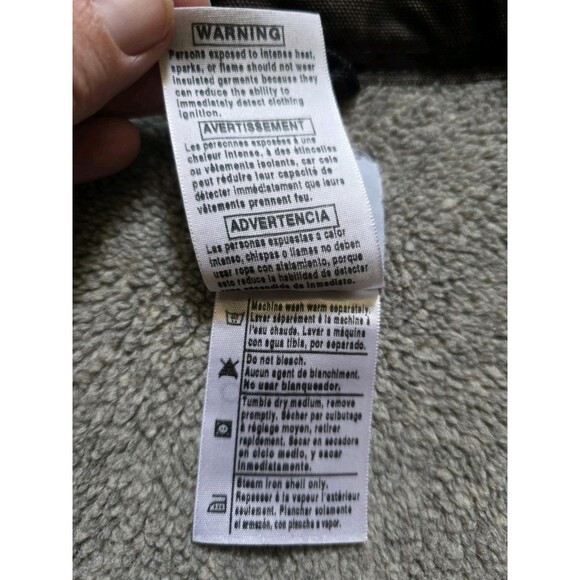 WARNING
Persons exposed to intense heat,
sparks, or flame should not wear
insulated garments because they
can reduce the ability to
immediately detect clothing
ignition.
AVERTISSEMENT
Les personnes exposées à une
chaleur intense, à des étincelles
ou vêtements isolants, car cele
peut réduire leur capacité de
détecter immédiatament que leurs
vêtements prennent feu.
ADVERTENCIA
Las personas expuestas a calor
intenso, chispas o llamas no deben
usar ropa con aislamiento, porque
esto reduce la habilidad de detectar
encendida de inmediato.
Machine wash warm separately.
Laver séparément à la machine à
l'eau chaude. Lavar a máquina
con agua tibia, por separado.
Do not bleach.
Aucun agent de blanchiment.
No usar blanqueador.
Tumble dry medium, remove
promptly. Sécher par culbutage
à réglage moyen, retirer
rapidement. Secar en secadora
en ciclo medio, y sacar
inmediatamente.
Steam iron shell only.
Repasser à la vapeur l'extérieur
seulement. Planchar solamente
el armazón, con plancha a vapor.